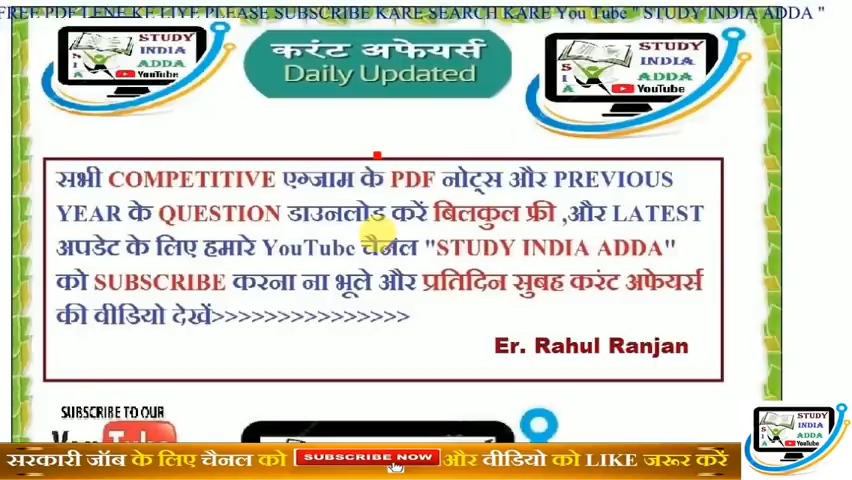 FREE PDF LENE KE LIYE PLEASE SUBSCRIBE KARE SEARCH KARE You Tube " STUDY INDIA ADDA "
STUDY
INDIA
ADDA
YouTube
S
I
A
करंट अफेयर्स
Daily Updated
STUDY
INDIA
ADDA
YouTube
S
I
A
सभी COMPETITIVE एग्जाम के PDF नोट्स और PREVIOUS
YEAR के QUESTION डाउनलोड करें बिलकुल फ्री ,और LATEST
अपडेट के लिए हमारे YouTube चैनल "STUDY INDIA ADDA"
को SUBSCRIBE करना ना भूले और प्रतिदिन सुबह करंट अफेयर्स
की वीडियो देखें>>>>>>>>>>>>>>>
Er. Rahul Ranjan
SUBSCRIBE TO OUR
YouTube
सरकारी जॉब के लिए चैनल को SUBSCRIBE NOW और वीडियो को LIKE जरूर करें
STUDY
INDIA
ADDA
YouTube
S
I
A